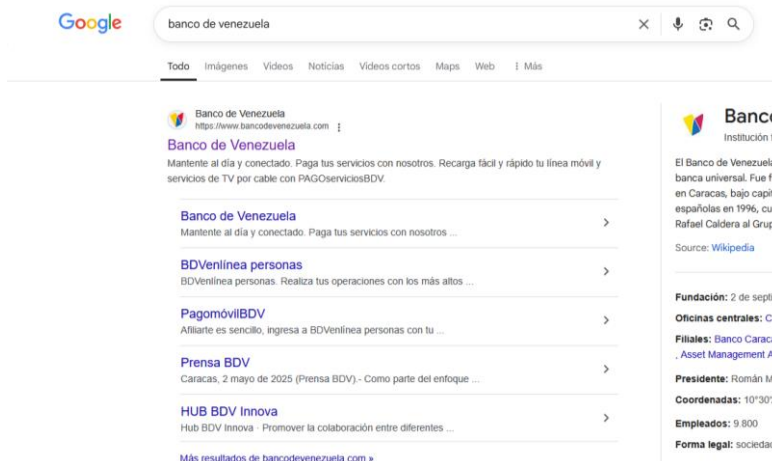 Google
banco de venezuela
Todo Imágenes Videos Noticias Videos cortos Maps Web Más
Banco de Venezuela
https://www.bancodevenezuela.com
Banco de Venezuela
Mantente al día y conectado. Paga tus servicios con nosotros. Recarga fácil y rápido tu línea móvil y
servicios de TV por cable con PAGOserviciosBDV.
Banco de Venezuela
Mantente al día y conectado. Paga tus servicios con nosotros ...
BDVenlínea personas
BDVenlínea personas. Realiza tus operaciones con los más altos ...
PagomóvilBDV
Afiliarte es sencillo, ingresa a BDVenlínea personas con tu ...
Prensa BDV
Caracas, 2 mayo de 2025 (Prensa BDV).- Como parte del enfoque ...
HUB BDV Innova
Hub BDV Innova · Promover la colaboración entre diferentes ...
Más resultados de bancodevenezuela.com »
Banco
Institución
El Banco de Venezuela
banca universal. Fue f
en Caracas, bajo capi
españolas en 1996, cu
Rafael Caldera al Grup
Source: Wikipedia
Fundación: 2 de sept
Oficinas centrales: C
Filiales: Banco Carac
, Asset Management A
Presidente: Román M
Coordenadas: 10°30'
Empleados: 9.800
Forma legal: sociedad